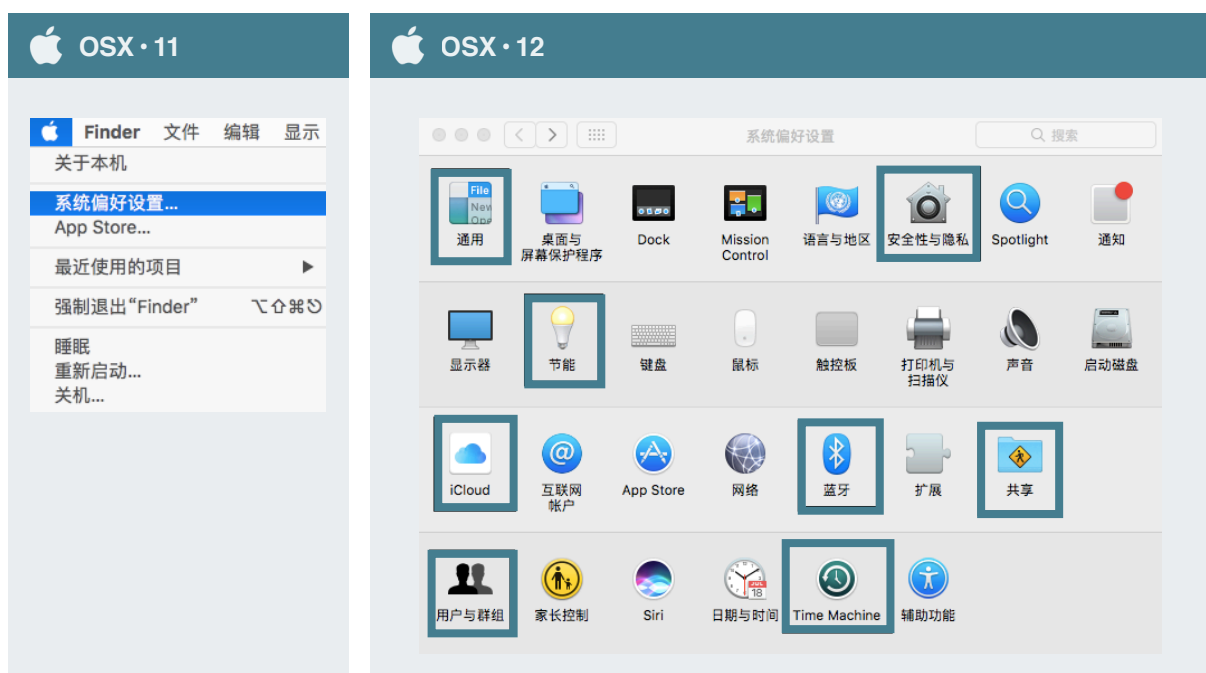 OSX · 11
Finder 文件 编辑 显示
关于本机
系统偏好设置...
App Store...
最近使用的项目 ▶
强制退出“Finder” ⌥⇧⌘⎋
睡眠
重新启动...
关机...
OSX · 12
系统偏好设置
搜索
File
New
Ope
通用
桌面与
屏幕保护程序
Dock
Mission
Control
语言与地区
安全性与隐私
Spotlight
通知
显示器
节能
键盘
鼠标
触控板
打印机与
扫描仪
声音
启动磁盘
iCloud
@
互联网
帐户
App Store
网络
蓝牙
扩展
共享
用户与群组
家长控制
Siri
JUL
18
日期与时间
Time Machine
辅助功能